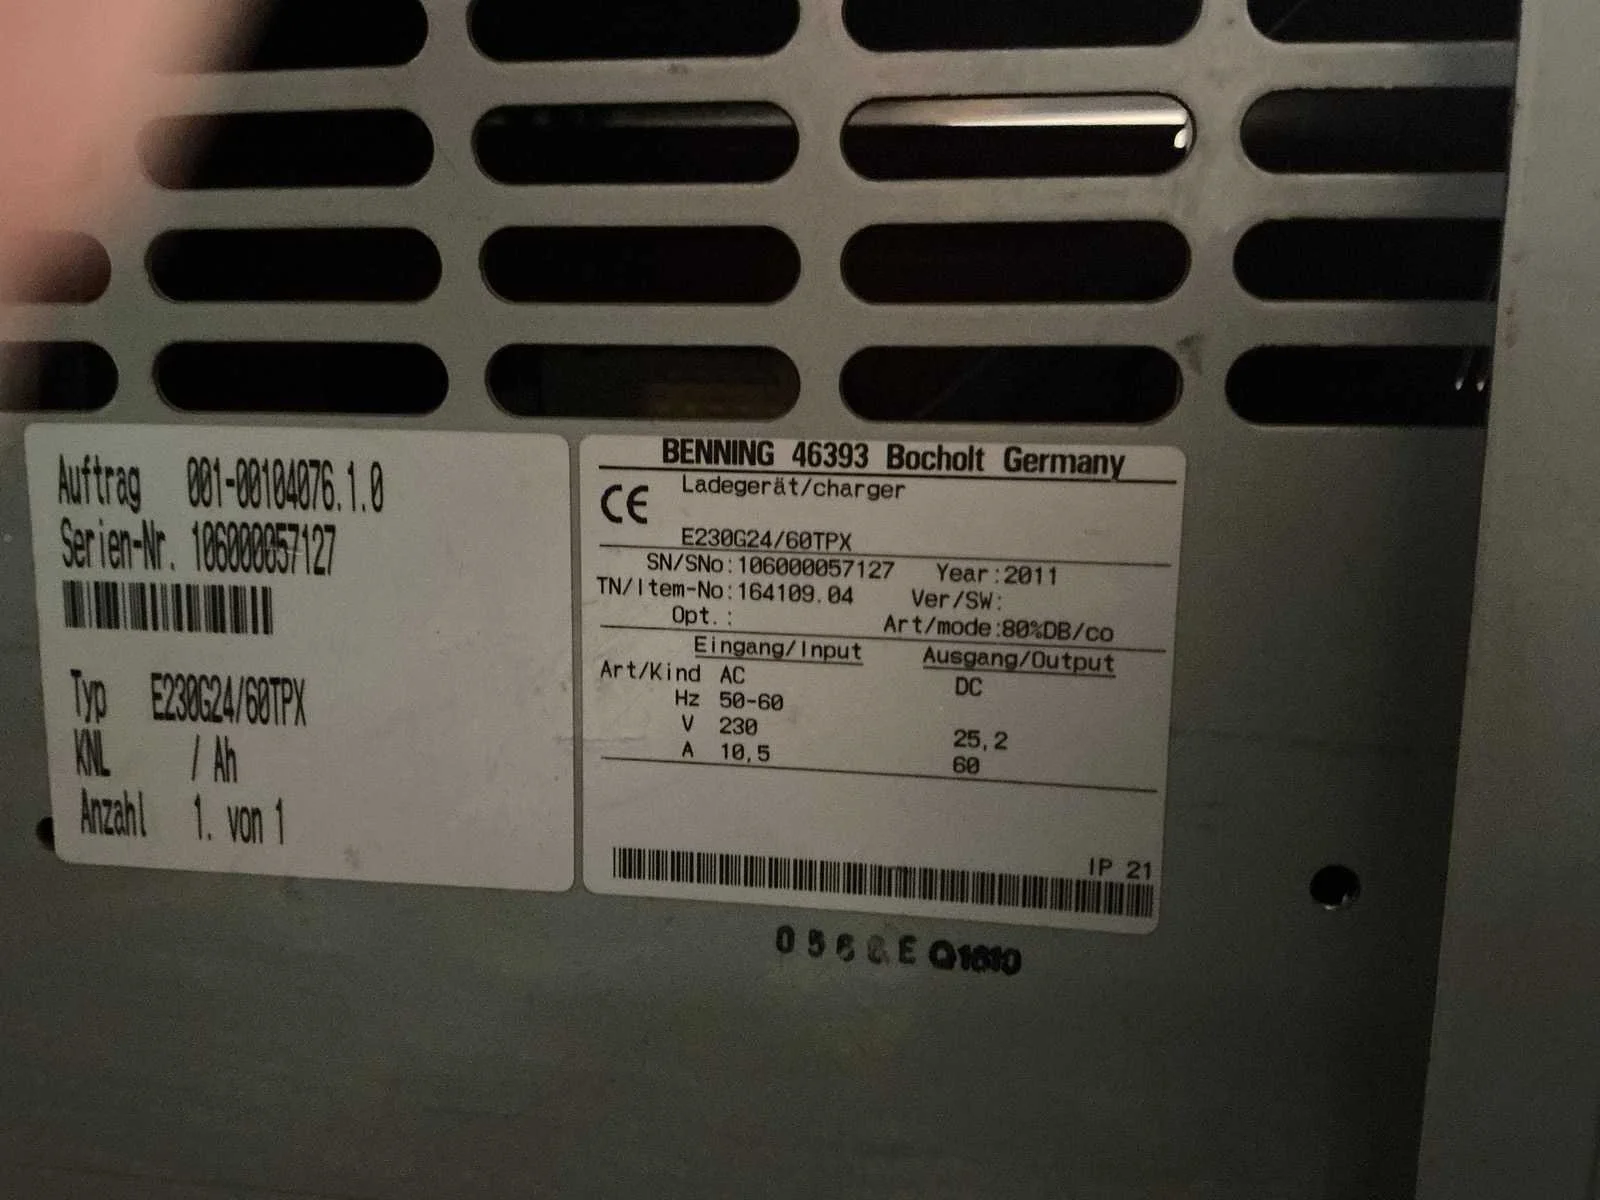 Auftrag 001-00104076.1.0
Serien-Nr. 106000057127
Typ E230G24/60TPX
KNL / Ah
Anzahl 1. von 1
BENNING 46393 Bocholt Germany
CE Ladegerät/charger
E230G24/60TPX
SN/SNo:106000057127 Year:2011
TN/Item-No:164109.04 Ver/SW:
Opt.: Art/mode:80%DB/co
Eingang/Input Ausgang/Output
Art/Kind AC DC
Hz 50-60
V 230 25,2
A 10,5 60
IP 21